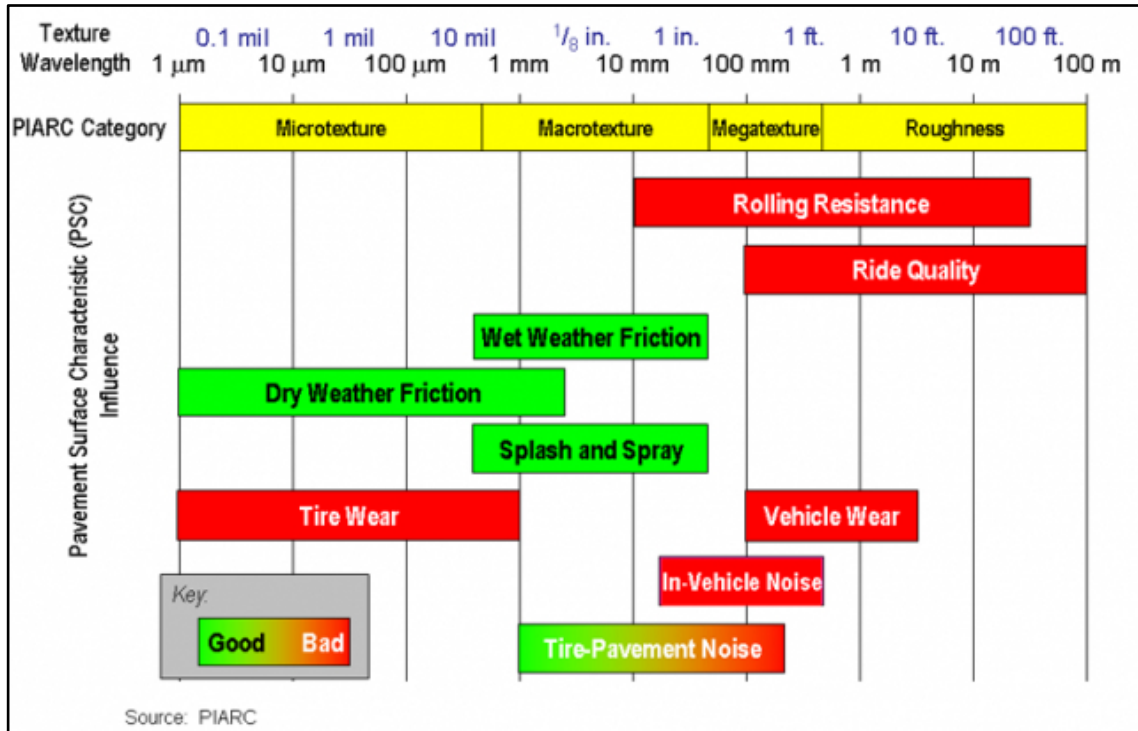 Texture 0.1 mil 1 mil 10 mil 1/8 in. 1 in. 1 ft. 10 ft. 100 ft.
Wavelength 1 μm 10 μm 100 μm 1 mm 10 mm 100 mm 1 m 10 m 100 m
PIARC Category Microtexture Macrotexture Megatexture Roughness
Pavement Surface Characteristic (PSC)
Influence
Rolling Resistance
Ride Quality
Wet Weather Friction
Dry Weather Friction
Splash and Spray
Tire Wear Vehicle Wear
In-Vehicle Noise
Key:
Good Bad Tire-Pavement Noise
Source: PIARC